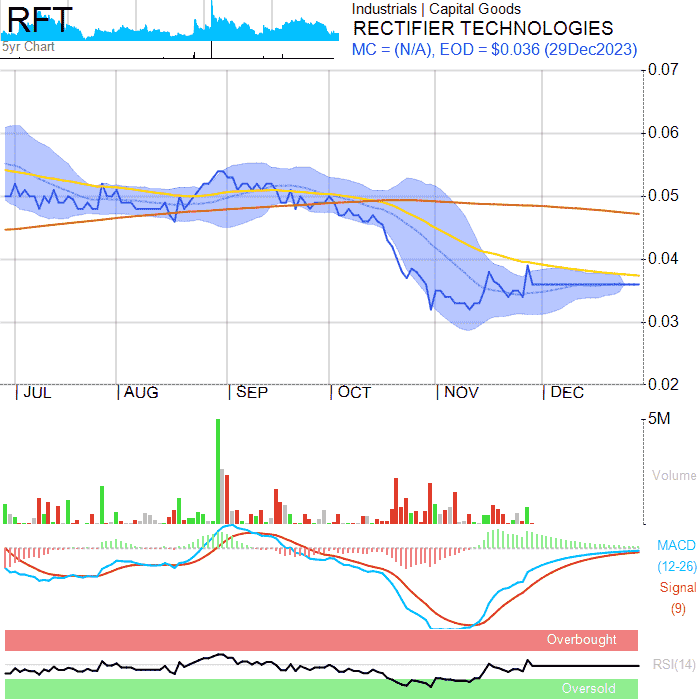 RFT
5yr Chart
Industrials | Capital Goods
RECTIFIER TECHNOLOGIES
MC = (N/A), EOD = $0.036 (29Dec2023)
0.07
0.06
0.05
0.04
0.03
0.02
JUL AUG SEP OCT NOV DEC
5M
Volume
MACD
(12-26)
Signal
(9)
Overbought
RSI(14)
Oversold